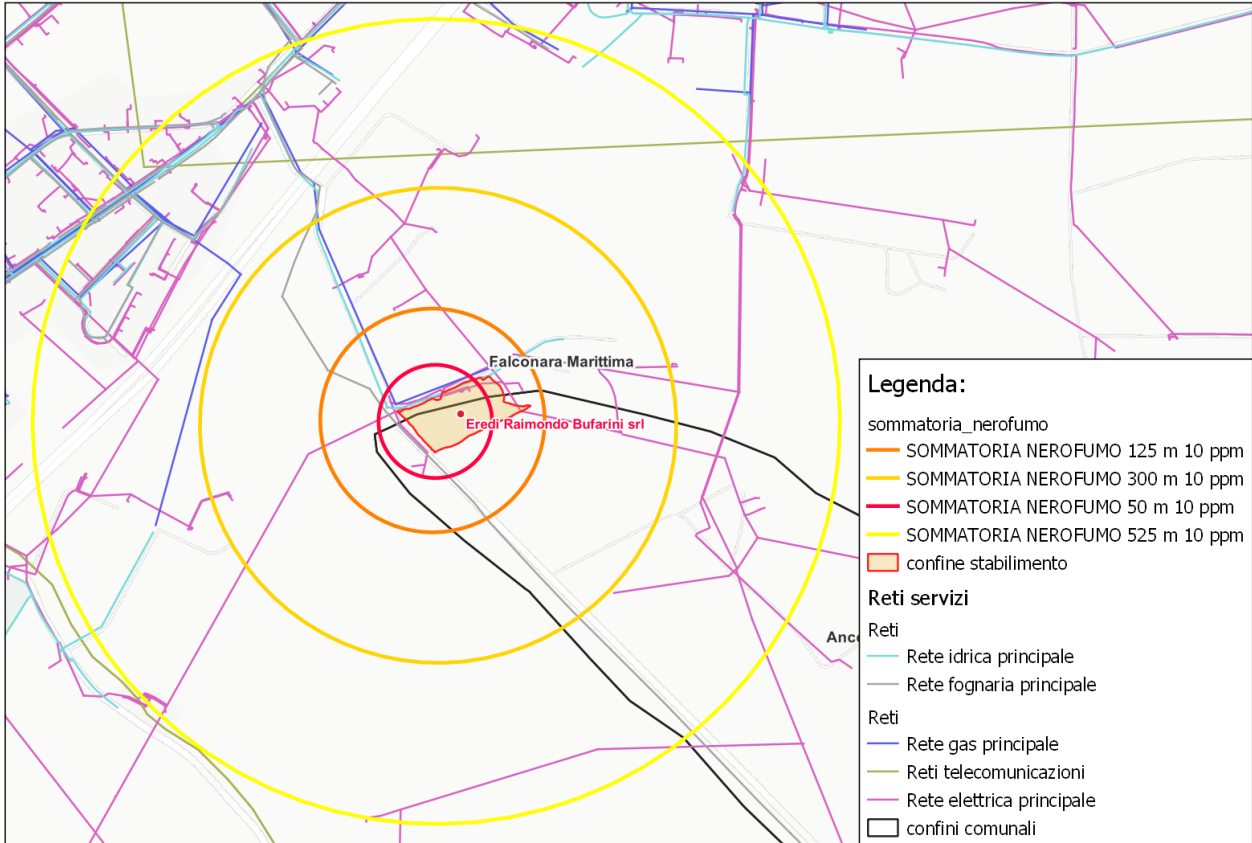 Falconara Marittima
Eredi Raimondo Bufarini srl
Anc
Legenda:
sommatoria_nerofumo
SOMMATORIA NEROFUMO 125 m 10 ppm
SOMMATORIA NEROFUMO 300 m 10 ppm
SOMMATORIA NEROFUMO 50 m 10 ppm
SOMMATORIA NEROFUMO 525 m 10 ppm
confine stabilimento
Reti servizi
Reti
Rete idrica principale
Rete fognaria principale
Reti
Rete gas principale
Reti telecomunicazioni
Rete elettrica principale
confini comunali